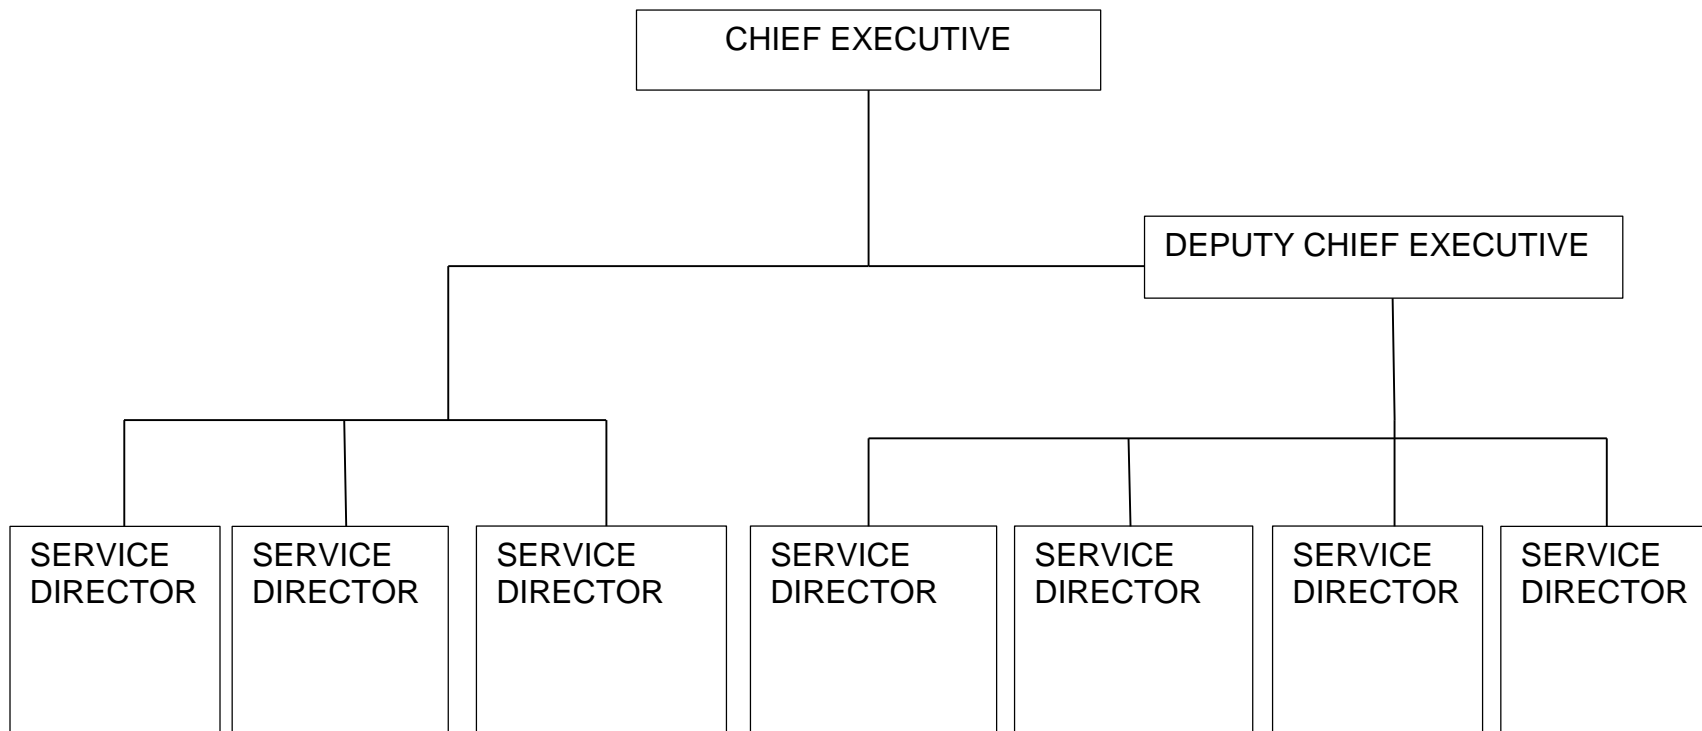 CHIEF EXECUTIVE
DEPUTY CHIEF EXECUTIVE
SERVICE
DIRECTOR
SERVICE
DIRECTOR
SERVICE
DIRECTOR
SERVICE
DIRECTOR
SERVICE
DIRECTOR
SERVICE
DIRECTOR
SERVICE
DIRECTOR